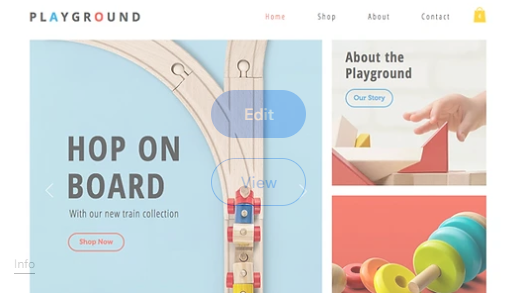 PLAYGROUND
Home Shop About Contact
About the
Playground
Our Story
Edit
HOP ON
BOARD
View
With our new train collection
Shop Now
Info